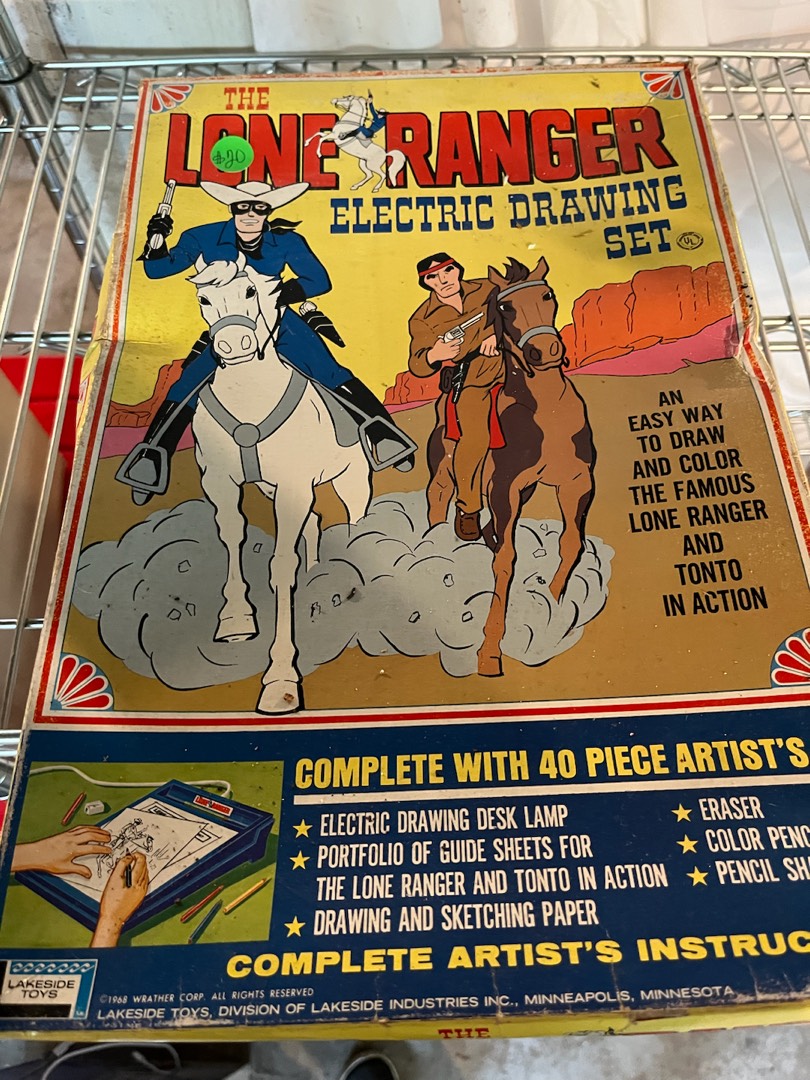 THE
LONE RANGER
$20
ELECTRIC DRAWING
SET
UL
AN
EASY WAY
TO DRAW
AND COLOR
THE FAMOUS
LONE RANGER
AND
TONTO
IN ACTION
COMPLETE WITH 40 PIECE ARTIST'S
★ ELECTRIC DRAWING DESK LAMP
★ PORTFOLIO OF GUIDE SHEETS FOR
THE LONE RANGER AND TONTO IN ACTION
★ DRAWING AND SKETCHING PAPER
★ ERASER
★ COLOR PENC
★ PENCIL SH
COMPLETE ARTIST'S INSTRUC
LAKESIDE
TOYS
©1968 WRATHER CORP. ALL RIGHTS RESERVED
LAKESIDE TOYS, DIVISION OF LAKESIDE INDUSTRIES INC., MINNEAPOLIS, MINNESOTA
THE